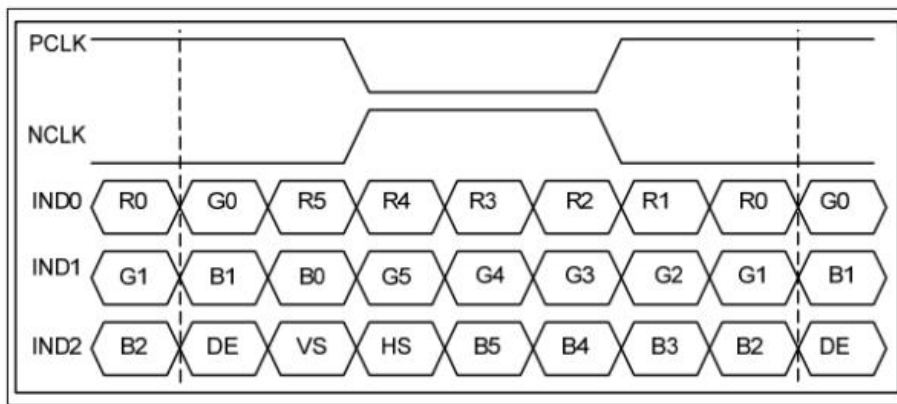 PCLK
NCLK
IND0 R0 G0 R5 R4 R3 R2 R1 R0 G0
IND1 G1 B1 B0 G5 G4 G3 G2 G1 B1
IND2 B2 DE VS HS B5 B4 B3 B2 DE